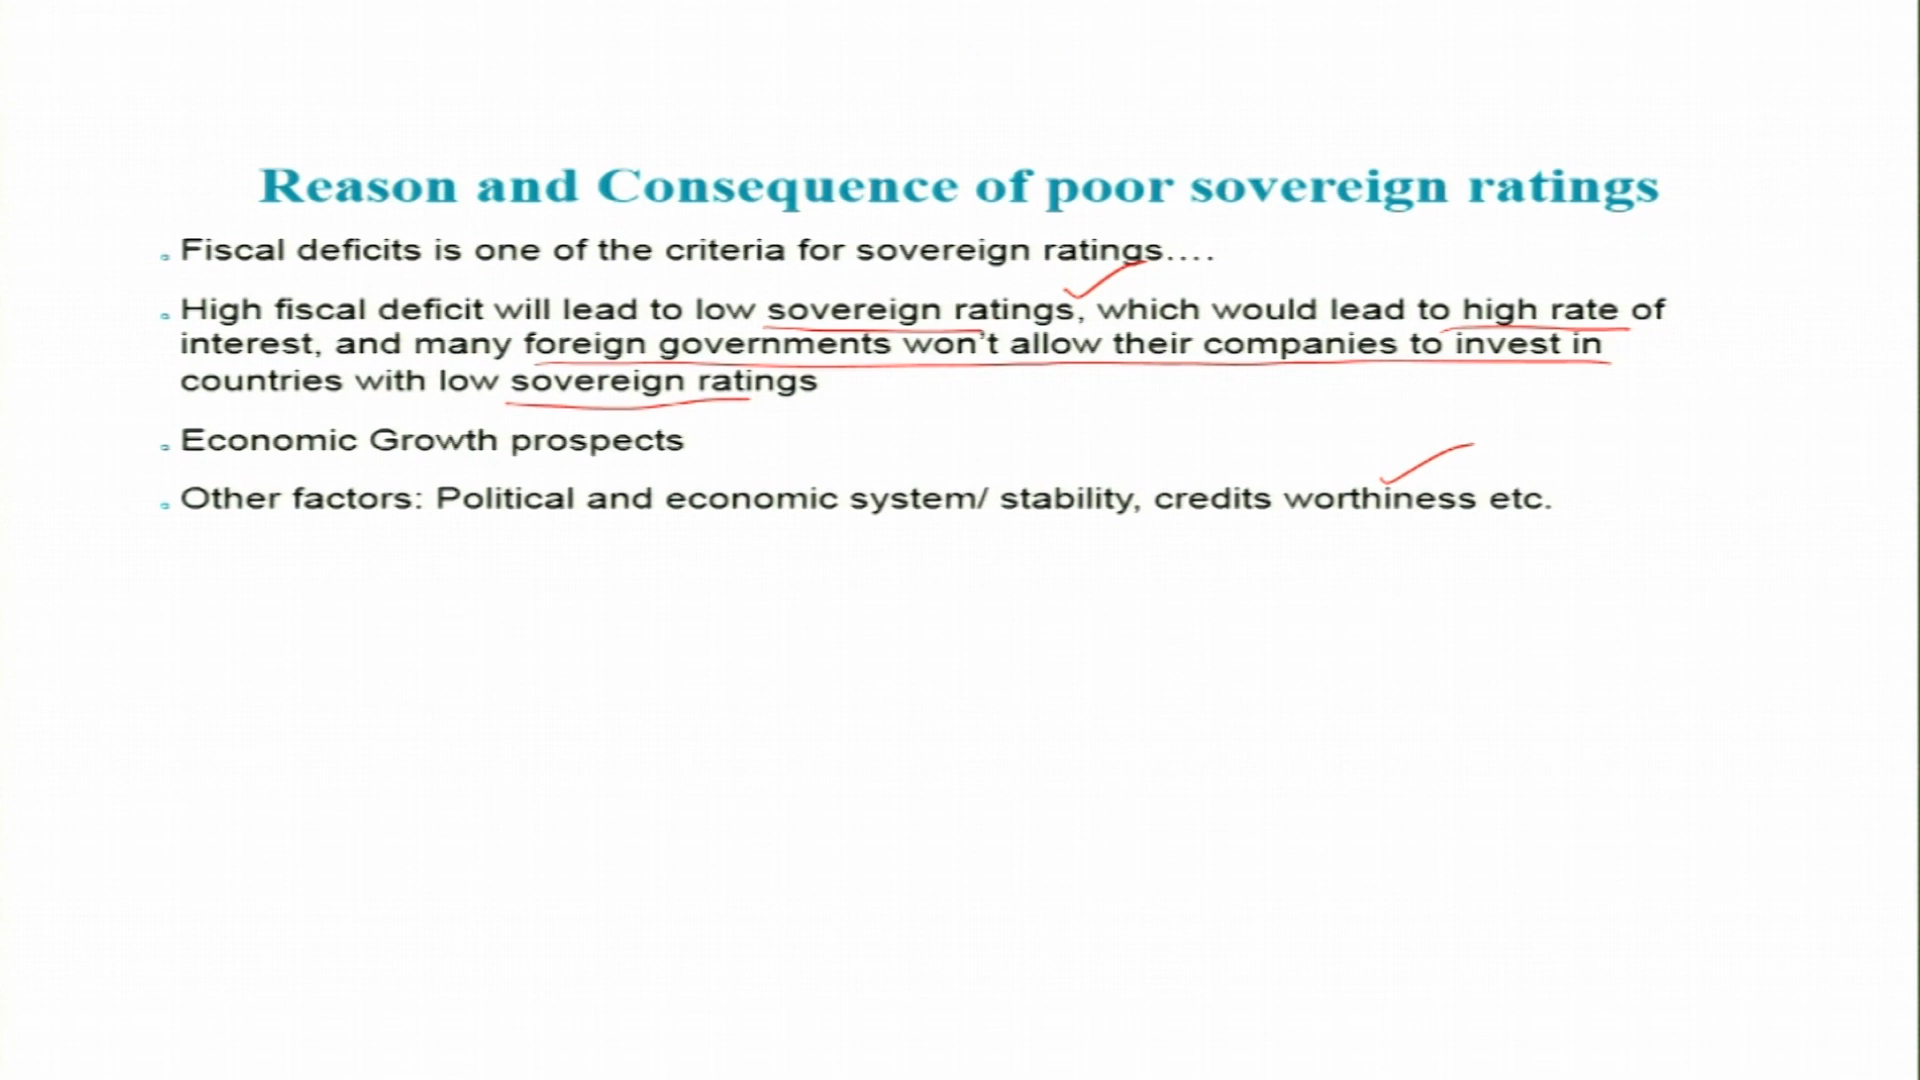 Reason and Consequence of poor sovereign ratings
Fiscal deficits is one of the criteria for sovereign ratings....
High fiscal deficit will lead to low sovereign ratings, which would lead to high rate of
interest, and many foreign governments won't allow their companies to invest in
countries with low sovereign ratings
Economic Growth prospects
Other factors: Political and economic system/ stability, credits worthiness etc.